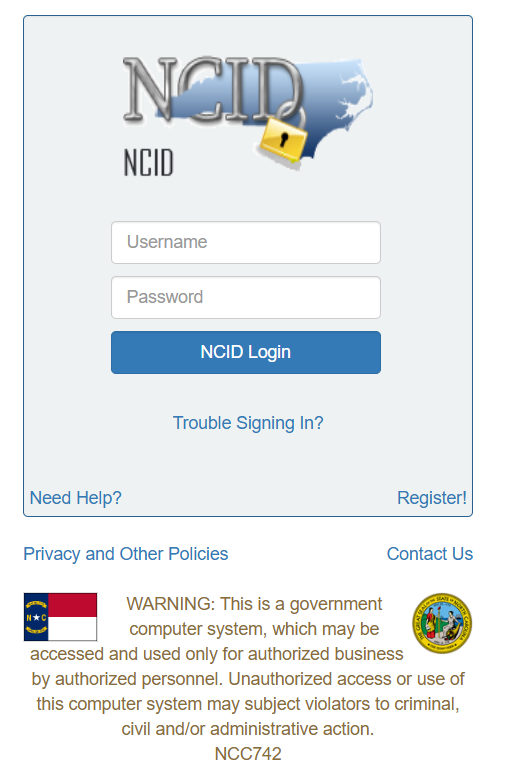 NCID
NCID
Username
Password
NCID Login
Trouble Signing In?
Need Help?
Register!
Privacy and Other Policies
Contact Us
N C
WARNING: This is a government
computer system, which may be
accessed and used only for authorized business
by authorized personnel. Unauthorized access or use of
this computer system may subject violators to criminal,
civil and/or administrative action.
NCC742